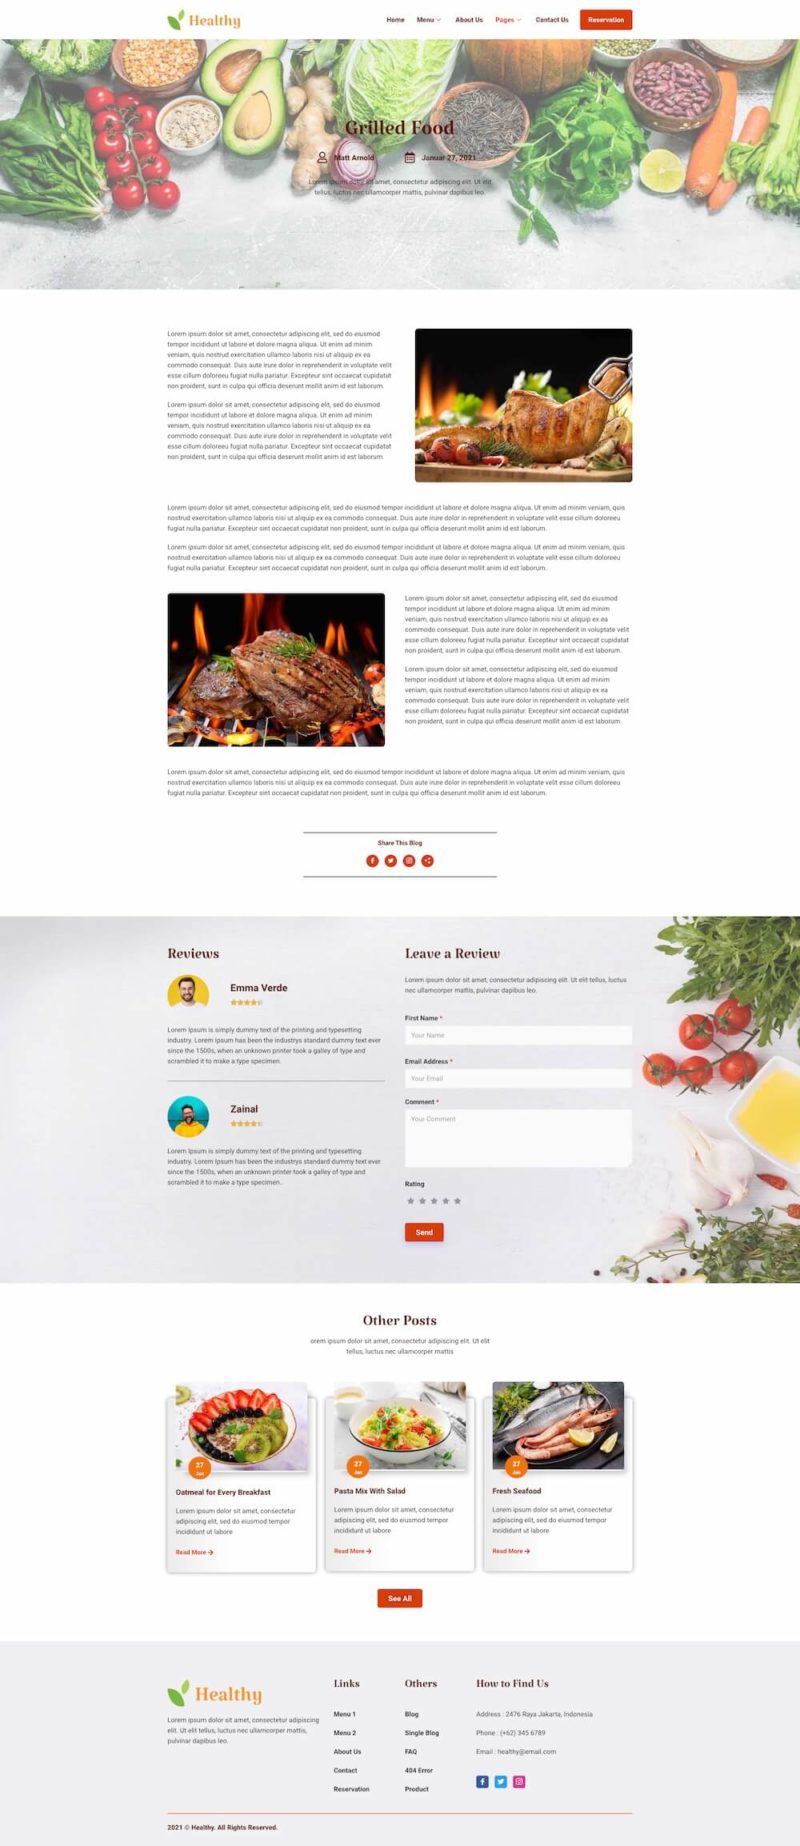 Healthy
Home
Menu
About Us
Pages
Contact Us
Reservation
Grilled Food
Matt Arnold
Januar 27, 2021
Lorem ipsum dolor sit amet, consectetur adipiscing elit. Ut elit
tellus, luctus nec ullamcorper mattis, pulvinar dapibus leo.
Lorem ipsum dolor sit amet, consectetur adipiscing elit, sed do eiusmod
tempor incididunt ut labore et dolore magna aliqua. Ut enim ad minim
veniam, quis nostrud exercitation ullamco laboris nisi ut aliquip ex ea
commodo consequat. Duis aute irure dolor in reprehenderit in voluptate velit
esse cillum doloreeu fugiat nulla pariatur. Excepteur sint occaecat cupidatat
non proident, sunt in culpa qui officia deserunt mollit anim id est laborum.
Lorem ipsum dolor sit amet, consectetur adipiscing elit, sed do eiusmod
tempor incididunt ut labore et dolore magna aliqua. Ut enim ad minim
veniam, quis nostrud exercitation ullamco laboris nisi ut aliquip ex ea
commodo consequat. Duis aute irure dolor in reprehenderit in voluptate velit
esse cillum doloreeu fugiat nulla pariatur. Excepteur sint occaecat cupidatat
non proident, sunt in culpa qui officia deserunt mollit anim id est laborum.
Lorem ipsum dolor sit amet, consectetur adipiscing elit, sed do eiusmod tempor incididunt ut labore et dolore magna aliqua. Ut enim ad minim veniam, quis
nostrud exercitation ullamco laboris nisi ut aliquip ex ea commodo consequat. Duis aute irure dolor in reprehenderit in voluptate velit esse cillum doloreeu
fugiat nulla pariatur. Excepteur sint occaecat cupidatat non proident, sunt in culpa qui officia deserunt mollit anim id est laborum.
Lorem ipsum dolor sit amet, consectetur adipiscing elit, sed do eiusmod tempor incididunt ut labore et dolore magna aliqua. Ut enim ad minim veniam, quis
nostrud exercitation ullamco laboris nisi ut aliquip ex ea commodo consequat. Duis aute irure dolor in reprehenderit in voluptate velit esse cillum doloreeu
fugiat nulla pariatur. Excepteur sint occaecat cupidatat non proident, sunt in culpa qui officia deserunt mollit anim id est laborum.
Lorem ipsum dolor sit amet, consectetur adipiscing elit, sed do eiusmod
tempor incididunt ut labore et dolore magna aliqua. Ut enim ad minim
veniam, quis nostrud exercitation ullamco laboris nisi ut aliquip ex ea
commodo consequat. Duis aute irure dolor in reprehenderit in voluptate velit
esse cillum doloreeu fugiat nulla pariatur. Excepteur sint occaecat cupidatat
non proident, sunt in culpa qui officia deserunt mollit anim id est laborum.
Lorem ipsum dolor sit amet, consectetur adipiscing elit, sed do eiusmod
tempor incididunt ut labore et dolore magna aliqua. Ut enim ad minim
veniam, quis nostrud exercitation ullamco laboris nisi ut aliquip ex ea
commodo consequat. Duis aute irure dolor in reprehenderit in voluptate velit
esse cillum doloreeu fugiat nulla pariatur. Excepteur sint occaecat cupidatat
non proident, sunt in culpa qui officia deserunt mollit anim id est laborum.
Lorem ipsum dolor sit amet, consectetur adipiscing elit, sed do eiusmod tempor incididunt ut labore et dolore magna aliqua. Ut enim ad minim veniam, quis
nostrud exercitation ullamco laboris nisi ut aliquip ex ea commodo consequat. Duis aute irure dolor in reprehenderit in voluptate velit esse cillum doloreeu
fugiat nulla pariatur. Excepteur sint occaecat cupidatat non proident, sunt in culpa qui officia deserunt mollit anim id est laborum.
Share This Blog
Reviews
Emma Verde
Lorem Ipsum is simply dummy text of the printing and typesetting
industry. Lorem Ipsum has been the industrys standard dummy text ever
since the 1500s, when an unknown printer took a galley of type and
scrambled it to make a type specimen.
Zainal
Lorem Ipsum is simply dummy text of the printing and typesetting
industry. Lorem Ipsum has been the industrys standard dummy text ever
since the 1500s, when an unknown printer took a galley of type and
scrambled it to make a type specimen..
Leave a Review
Lorem ipsum dolor sit amet, consectetur adipiscing elit. Ut elit tellus, luctus
nec ullamcorper mattis, pulvinar dapibus leo.
First Name *
Your Name
Email Address *
Your Email
Comment *
Your Comment
Rating
Send
Other Posts
orem ipsum dolor sit amet, consectetur adipiscing elit. Ut elit
tellus, luctus nec ullamcorper mattis
27
Jan
Oatmeal for Every Breakfast
Lorem ipsum dolor sit amet, consectetur
adipiscing elit, sed do eiusmod tempor
incididunt ut labore
Read More
27
Jan
Pasta Mix With Salad
Lorem ipsum dolor sit amet, consectetur
adipiscing elit, sed do eiusmod tempor
incididunt ut labore
Read More
27
Jan
Fresh Seafood
Lorem ipsum dolor sit amet, consectetur
adipiscing elit, sed do eiusmod tempor
incididunt ut labore
Read More
See All
Healthy
Lorem ipsum dolor sit amet, consectetur adipiscing
elit. Ut elit tellus, luctus nec ullamcorper mattis,
pulvinar dapibus leo.
Links
Menu 1
Menu 2
About Us
Contact
Reservation
Others
Blog
Single Blog
FAQ
404 Error
Product
How to Find Us
Address : 2476 Raya Jakarta, Indonesia
Phone : (+62) 345 6789
Email : healthy@email.com
2021 © Healthy. All Rights Reserved.